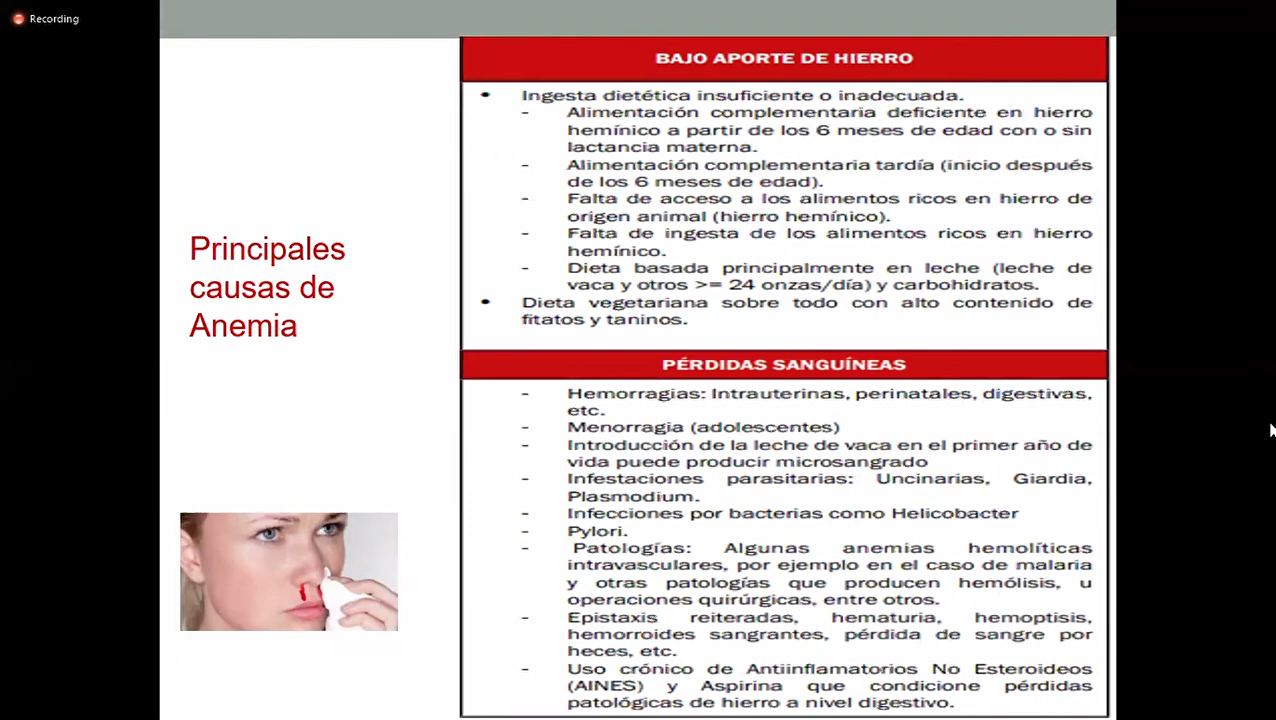 Recording
Principales
causas de
Anemia
BAJO APORTE DE HIERRO
• Ingesta dietética insuficiente o inadecuada.
- Alimentación complementaria deficiente en hierro
hemínico a partir de los 6 meses de edad con o sin
lactancia materna.
- Alimentación complementaria tardía (inicio después
de los 6 meses de edad).
- Falta de acceso a los alimentos ricos en hierro de
origen animal (hierro hemínico).
- Falta de ingesta de los alimentos ricos en hierro
hemínico.
- Dieta basada principalmente en leche (leche de
vaca y otros >= 24 onzas/día) y carbohidratos.
• Dieta vegetariana sobre todo con alto contenido de
fitatos y taninos.
PÉRDIDAS SANGUÍNEAS
- Hemorragias: Intrauterinas, perinatales, digestivas,
etc.
- Menorragia (adolescentes)
- Introducción de la leche de vaca en el primer año de
vida puede producir microsangrado
- Infestaciones parasitarias: Uncinarias, Giardia,
Plasmodium.
- Infecciones por bacterias como Helicobacter
- Pylori.
- Patologías: Algunas anemias hemolíticas
intravasculares, por ejemplo en el caso de malaria
y otras patologías que producen hemólisis, u
operaciones quirúrgicas, entre otros.
- Epistaxis reiteradas, hematuria, hemoptisis,
hemorroides sangrantes, pérdida de sangre por
heces, etc.
- Uso crónico de Antiinflamatorios No Esteroideos
(AINES) y Aspirina que condicione pérdidas
patológicas de hierro a nivel digestivo.